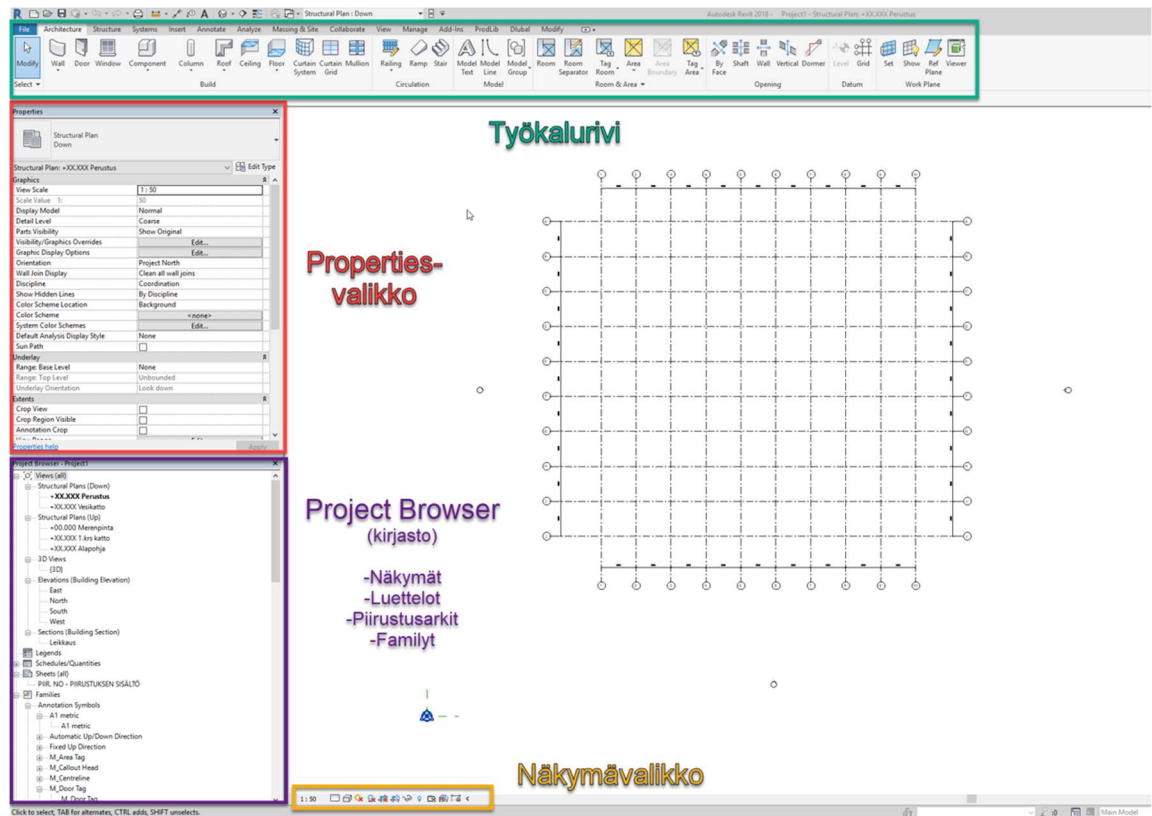 Structural Plan : Down
Autodesk Revit 2018 - Project1 - Structural Plan: +XX.XXX Perustus
File Architecture Structure Systems Insert Annotate Analyze Massing & Site Collaborate View Manage Add-Ins ProdLib Dlubal Modify
Modify Wall Door Window Component Column Roof Ceiling Floor Curtain System Curtain Grid Mullion Railing Ramp Stair Model Text Model Line Model Group Room Room Separator Tag Room Area Area Boundary Tag Area By Face Shaft Wall Vertical Dormer Level Grid Set Show Ref Plane Viewer
Select Build Circulation Model Room & Area Opening Datum Work Plane
Työkalurivi
Properties
Structural Plan
Down
Structural Plan: +XX.XXX Perustus Edit Type
Graphics
View Scale 1 : 50
Scale Value 1: 50
Display Model Normal
Detail Level Coarse
Parts Visibility Show Original
Visibility/Graphics Overrides Edit...
Graphic Display Options Edit...
Orientation Project North
Wall Join Display Clean all wall joins
Discipline Coordination
Show Hidden Lines By Discipline
Color Scheme Location Background
Color Scheme <none>
System Color Schemes Edit...
Default Analysis Display Style None
Sun Path
Underlay
Range: Base Level None
Range: Top Level Unbounded
Underlay Orientation Look down
Extents
Crop View
Crop Region Visible
Annotation Crop
View Range Edit...
Properties help Apply
Properties-
valikko
Project Browser - Project1
Views (all)
Structural Plans (Down)
+XX.XXX Perustus
+XX.XXX Vesikatto
Structural Plans (Up)
+00.000 Merenpinta
+XX.XXX 1.krs katto
+XX.XXX Alapohja
3D Views
{3D}
Elevations (Building Elevation)
East
North
South
West
Sections (Building Section)
Leikkaus
Legends
Schedules/Quantities
Sheets (all)
PIIR. NO - PIIRUSTUKSEN SISÄLTÖ
Families
Annotation Symbols
A1 metric
A1 metric
Automatic Up/Down Direction
Fixed Up Direction
M_Area Tag
M_Callout Head
M_Centreline
M_Door Tag
M_Door Tag
Project Browser
(kirjasto)
-Näkymät
-Luettelot
-Piirustusarkit
-Familyt
Näkymävalikko
1 : 50
Click to select, TAB for alternates, CTRL adds, SHIFT unselects.
:0 Main Model